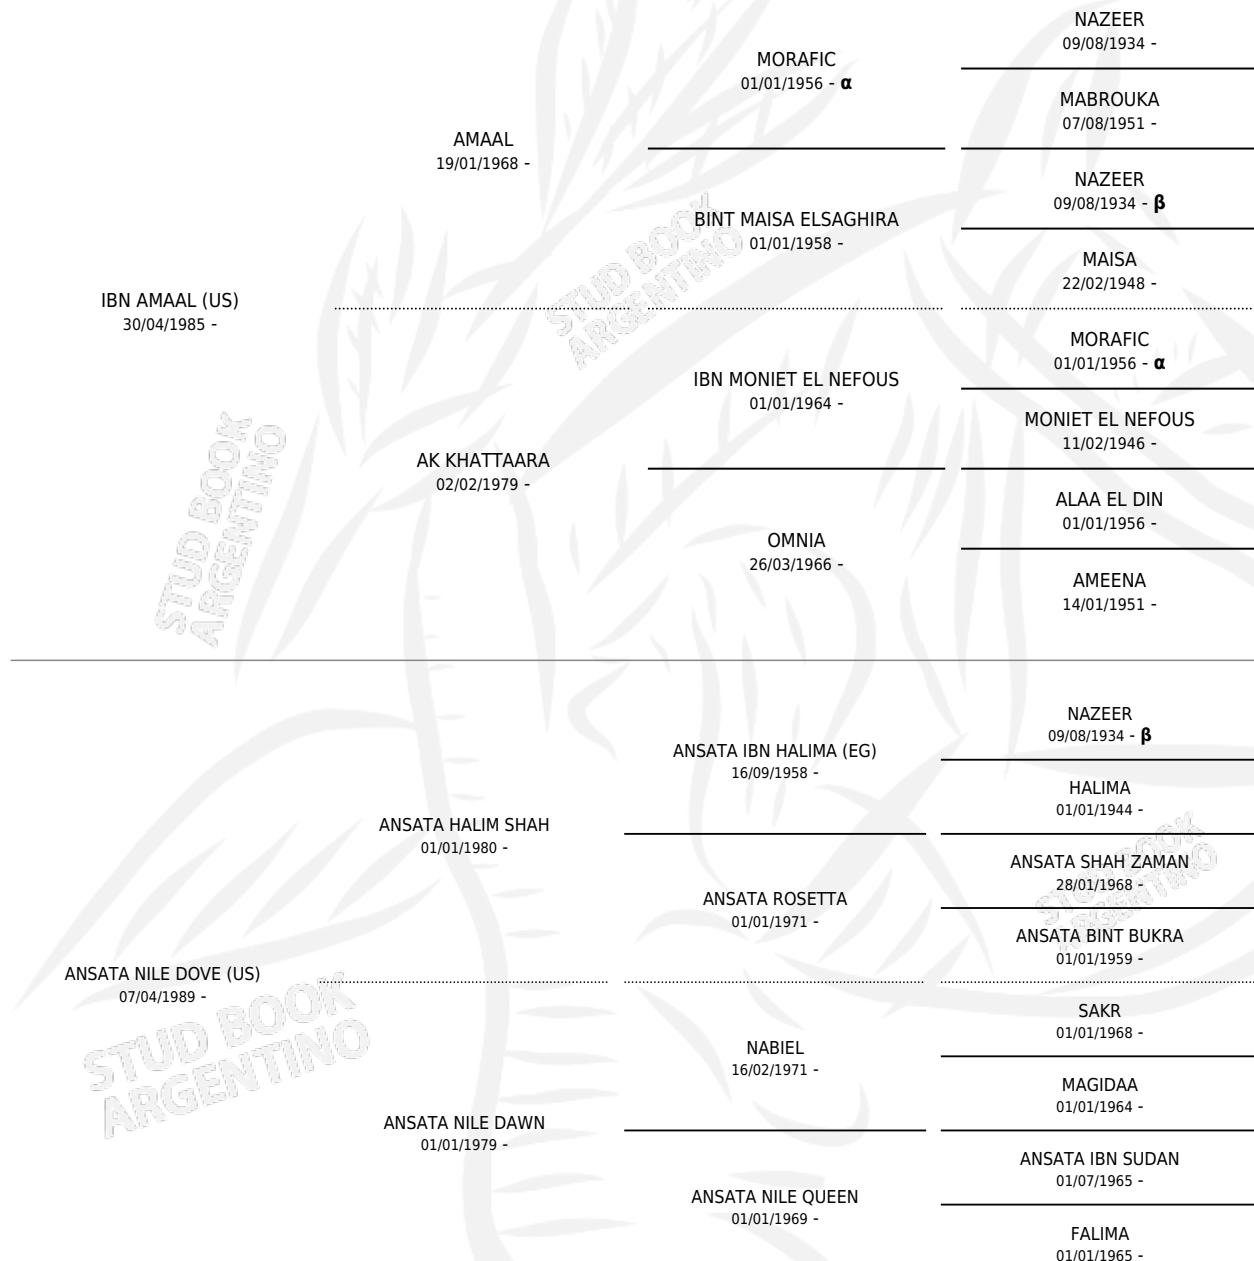 NAZEER
09/08/1934 -
MORAFIC
01/01/1956 - α
MABROUKA
07/08/1951 -
AMAAL
19/01/1968 -
NAZEER
09/08/1934 - β
BINT MAISA ELSAGHIRA
01/01/1958 -
MAISA
22/02/1948 -
IBN AMAAL (US)
30/04/1985 -
MORAFIC
01/01/1956 - α
IBN MONIET EL NEFOUS
01/01/1964 -
MONIET EL NEFOUS
11/02/1946 -
AK KHATTAARA
02/02/1979 -
ALAA EL DIN
01/01/1956 -
OMNIA
26/03/1966 -
AMEENA
14/01/1951 -
NAZEER
09/08/1934 - β
ANSATA IBN HALIMA (EG)
16/09/1958 -
HALIMA
01/01/1944 -
ANSATA HALIM SHAH
01/01/1980 -
ANSATA SHAH ZAMAN
28/01/1968 -
ANSATA ROSETTA
01/01/1971 -
ANSATA BINT BUKRA
01/01/1959 -
ANSATA NILE DOVE (US)
07/04/1989 -
SAKR
01/01/1968 -
NABIEL
16/02/1971 -
MAGIDAA
01/01/1964 -
ANSATA NILE DAWN
01/01/1979 -
ANSATA IBN SUDAN
01/07/1965 -
ANSATA NILE QUEEN
01/01/1969 -
FALIMA
01/01/1965 -
STUD BOOK
ARGENTINO
STUD BOOK
ARGENTINO
STUD BOOK
ARGENTINO
STUD BOOK
ARGENTINO